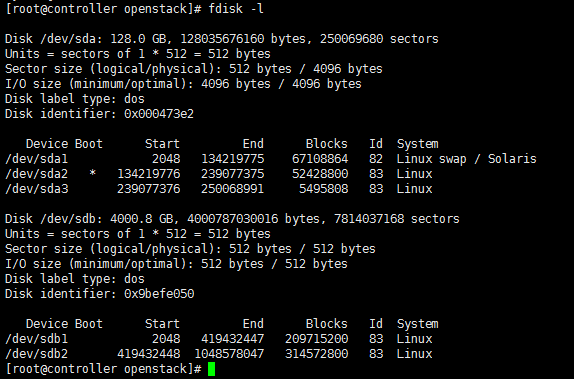 [root@controller openstack]# fdisk -l
Disk /dev/sda: 128.0 GB, 128035676160 bytes, 250069680 sectors
Units = sectors of 1 * 512 = 512 bytes
Sector size (logical/physical): 512 bytes / 4096 bytes
I/O size (minimum/optimal): 4096 bytes / 4096 bytes
Disk label type: dos
Disk identifier: 0x000473e2
Device Boot Start End Blocks Id System
/dev/sda1 2048 134219775 67108864 82 Linux swap / Solaris
/dev/sda2 * 134219776 239077375 52428800 83 Linux
/dev/sda3 239077376 250068991 5495808 83 Linux
Disk /dev/sdb: 4000.8 GB, 4000787030016 bytes, 7814037168 sectors
Units = sectors of 1 * 512 = 512 bytes
Sector size (logical/physical): 512 bytes / 512 bytes
I/O size (minimum/optimal): 512 bytes / 512 bytes
Disk label type: dos
Disk identifier: 0x9befe050
Device Boot Start End Blocks Id System
/dev/sdb1 2048 419432447 209715200 83 Linux
/dev/sdb2 419432448 1048578047 314572800 83 Linux
[root@controller openstack]#